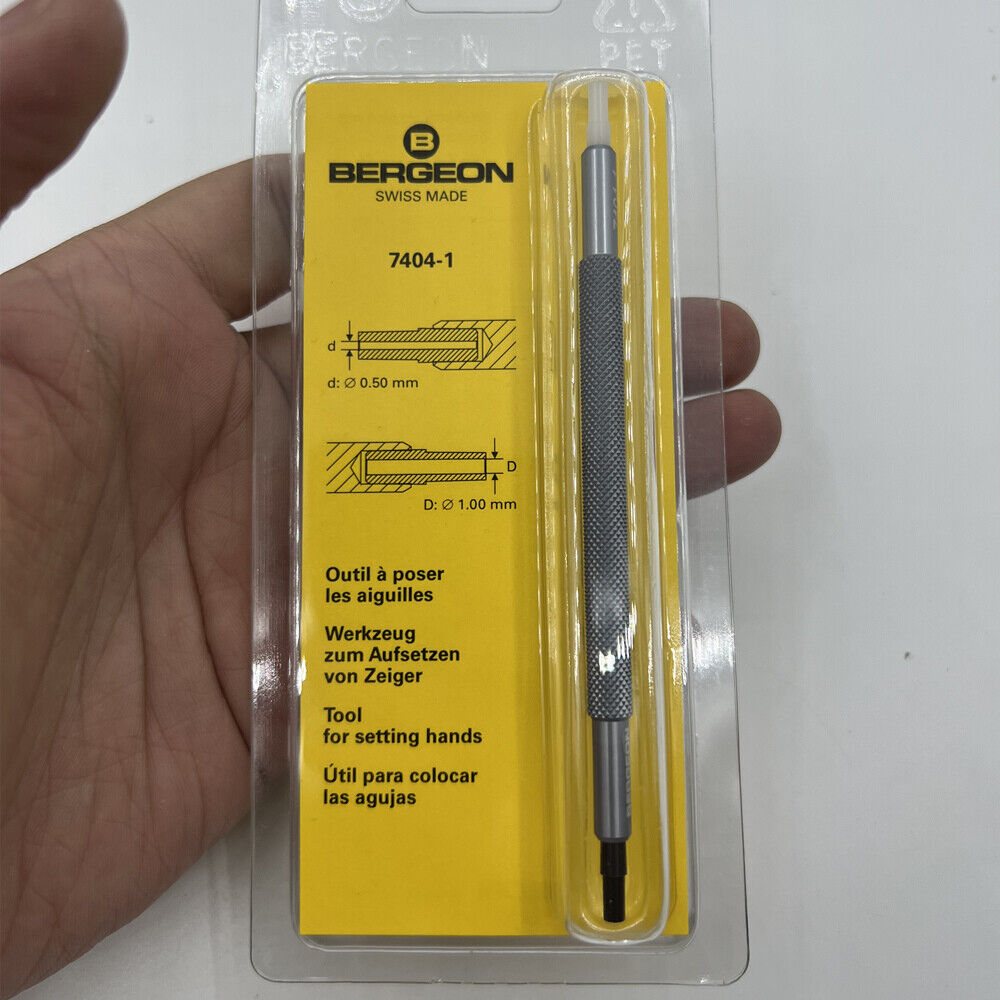 BERGEON PET
B
BERGEON
SWISS MADE
7404-1
d
d: Ø 0.50 mm
D
D: Ø 1.00 mm
Outil à poser
les aiguilles
Werkzeug
zum Aufsetzen
von Zeiger
Tool
for setting hands
Útil para colocar
las agujas
BERGEON